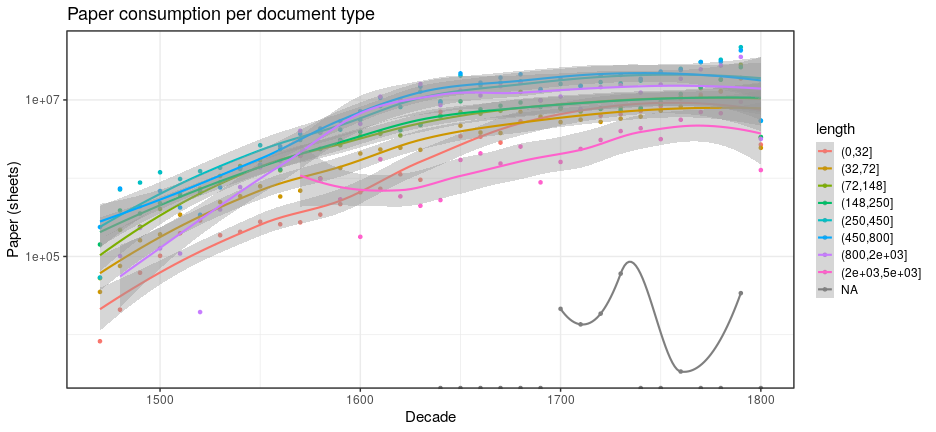 Paper consumption per document type
Paper (sheets)
1e+07
1e+05
1500
1600
1700
1800
Decade
length
(0,32]
(32,72]
(72,148]
(148,250]
(250,450]
(450,800]
(800,2e+03]
(2e+03,5e+03]
NA